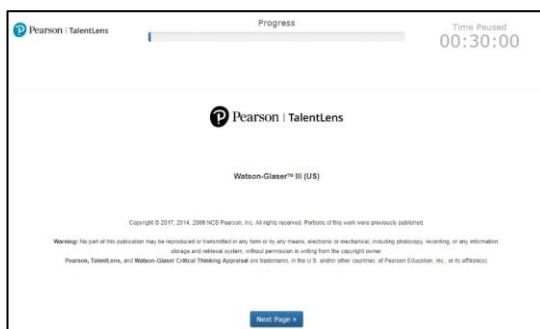 Pearson | TalentLens
Progress
Time Paused
00:30:00
Pearson | TalentLens
Watson-Glaser™ III (US)
Copyright © 2017, 2014, 2009 NCS Pearson, Inc. All rights reserved. Portions of this work were previously published.
Warning: No part of this publication may be reproduced or transmitted in any form or by any means, electronic or mechanical, including photocopy, recording, or any information
storage and retrieval system, without permission in writing from the copyright owner.
Pearson, TalentLens, and Watson-Glaser Critical Thinking Appraisal are trademarks, in the U.S. and/or other countries, of Pearson Education, Inc., or its affiliate(s).
Next Page »